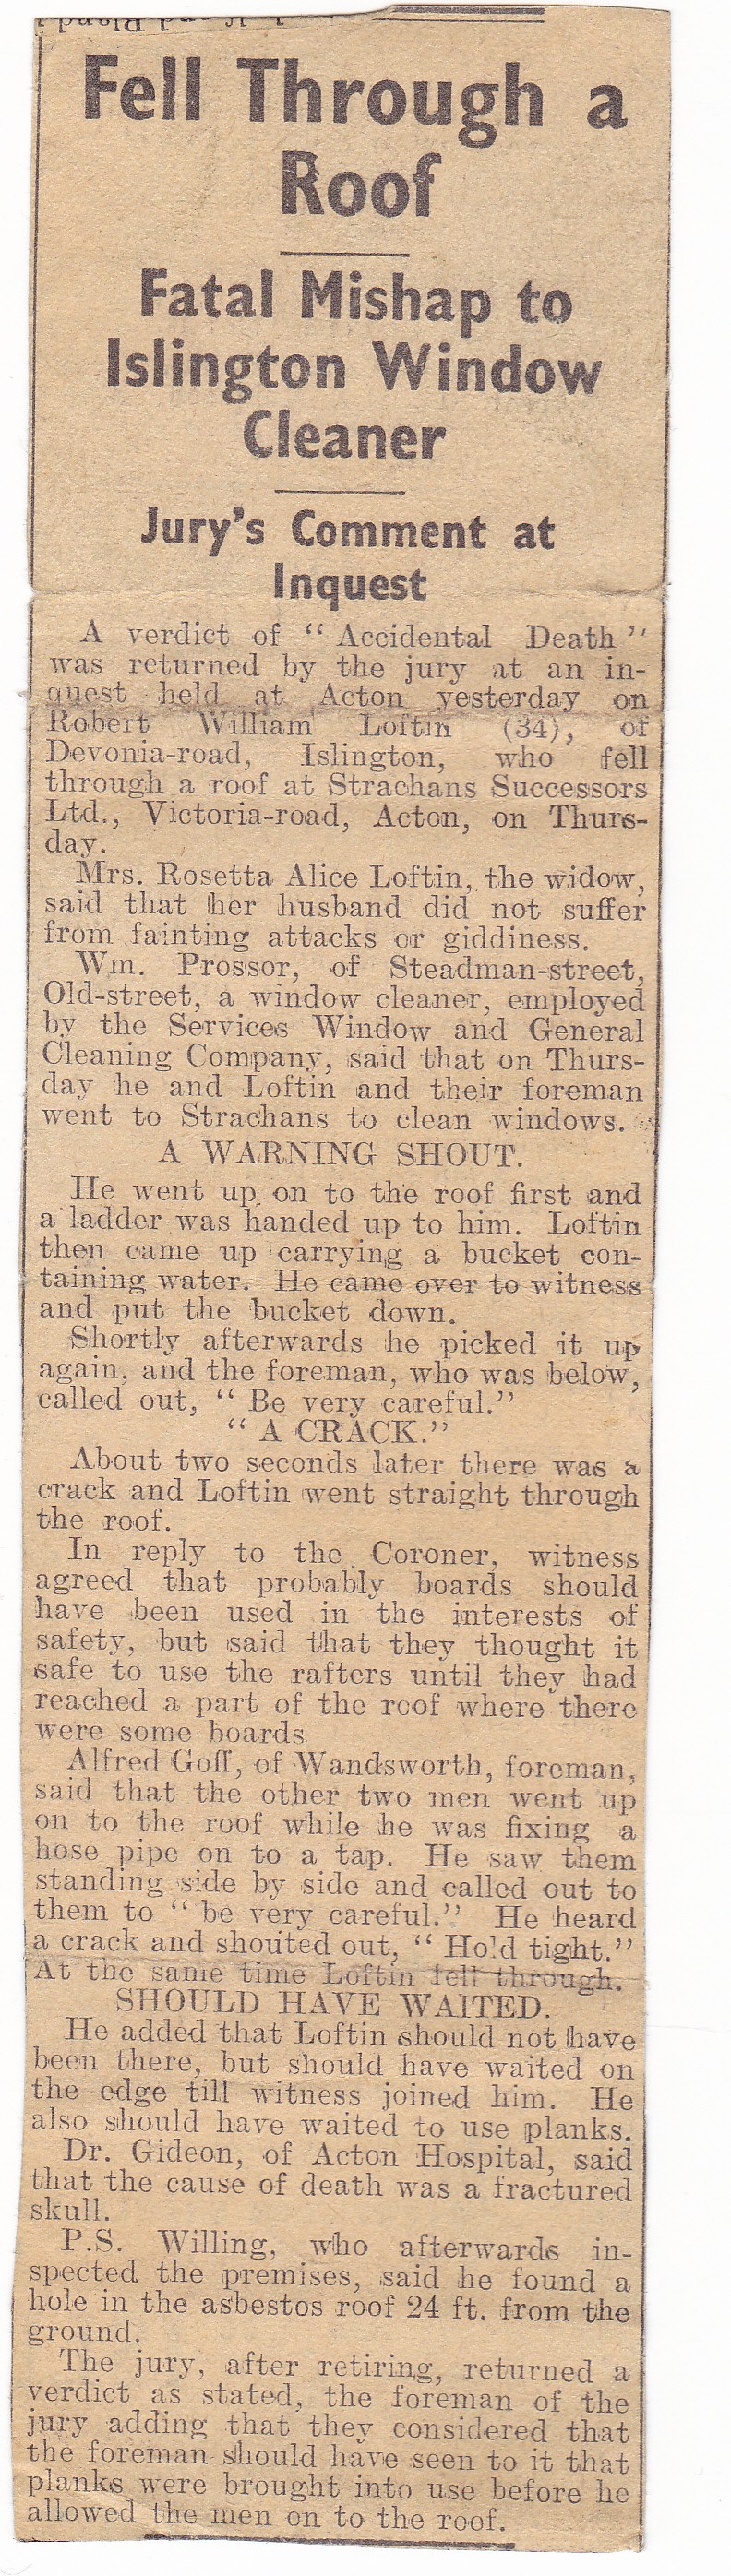 Fell Through a
Roof
Fatal Mishap to
Islington Window
Cleaner
Jury's Comment at
Inquest
A verdict of "Accidental Death"
was returned by the jury at an in-
quest held at Acton yesterday on
Robert William Loftin (34), of
Devonia-road, Islington, who fell
through a roof at Strachans Successors
Ltd., Victoria-road, Acton, on Thurs-
day.
Mrs. Rosetta Alice Loftin, the widow,
said that her husband did not suffer
from fainting attacks or giddiness.
Wm. Prossor, of Steadman-street,
Old-street, a window cleaner, employed
by the Services Window and General
Cleaning Company, said that on Thurs-
day he and Loftin and their foreman
went to Strachans to clean windows.
A WARNING SHOUT.
He went up on to the roof first and
a ladder was handed up to him. Loftin
then came up carrying a bucket con-
taining water. He came over to witness
and put the bucket down.
Shortly afterwards he picked it up
again, and the foreman, who was below,
called out, "Be very careful."
"A CRACK."
About two seconds later there was a
crack and Loftin went straight through
the roof.
In reply to the Coroner, witness
agreed that probably boards should
have been used in the interests of
safety, but said that they thought it
safe to use the rafters until they had
reached a part of the roof where there
were some boards.
Alfred Goff, of Wandsworth, foreman,
said that the other two men went up
on to the roof while he was fixing a
hose pipe on to a tap. He saw them
standing side by side and called out to
them to "be very careful." He heard
a crack and shouted out, "Hold tight."
At the same time Loftin fell through.
SHOULD HAVE WAITED.
He added that Loftin should not have
been there, but should have waited on
the edge till witness joined him. He
also should have waited to use planks.
Dr. Gideon, of Acton Hospital, said
that the cause of death was a fractured
skull.
P.S. Willing, who afterwards in-
spected the premises, said he found a
hole in the asbestos roof 24 ft. from the
ground.
The jury, after retiring, returned a
verdict as stated, the foreman of the
jury adding that they considered that
the foreman should have seen to it that
planks were brought into use before he
allowed the men on to the roof.